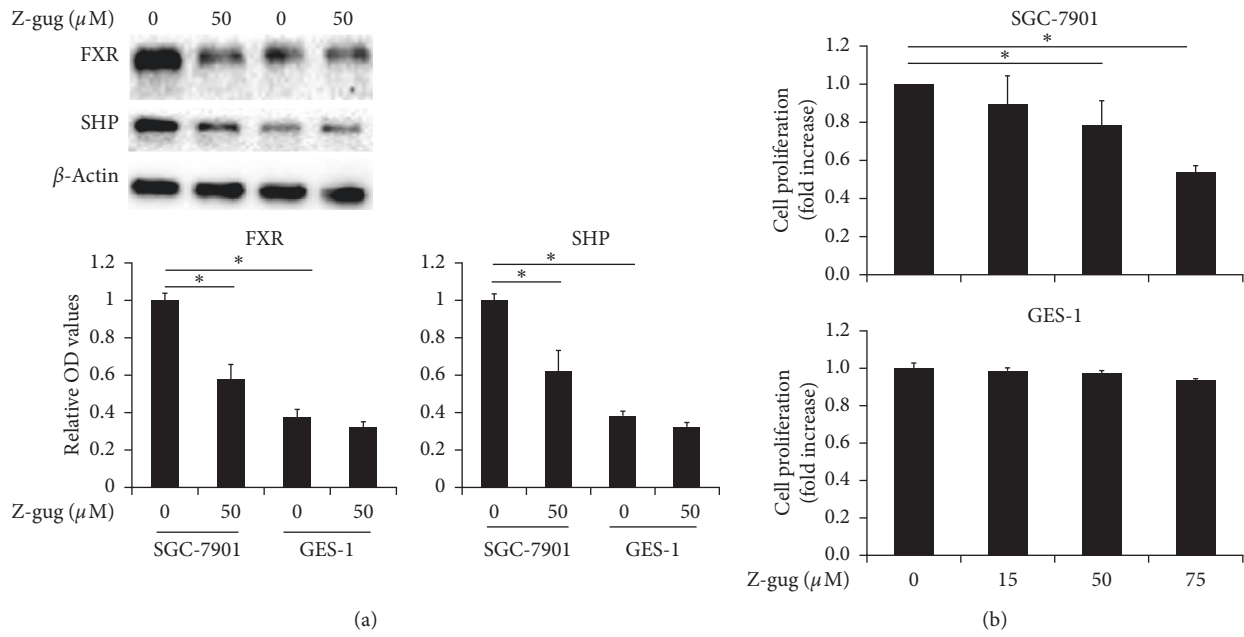 Z-gug (μM) 0 50 0 50
FXR
SHP
β-Actin
FXR
*
*
1.2
1
0.8
0.6
0.4
0.2
0
Relative OD values
SHP
*
*
1.2
1
0.8
0.6
0.4
0.2
0
Z-gug (μM) 0 50 0 50 0 50 0 50
SGC-7901 GES-1 SGC-7901 GES-1
(a)
SGC-7901
*
*
1.2
1.0
0.8
0.6
0.4
0.2
0.0
Cell proliferation
(fold increase)
GES-1
1.2
1.0
0.8
0.6
0.4
0.2
0.0
Cell proliferation
(fold increase)
Z-gug (μM) 0 15 50 75
(b)